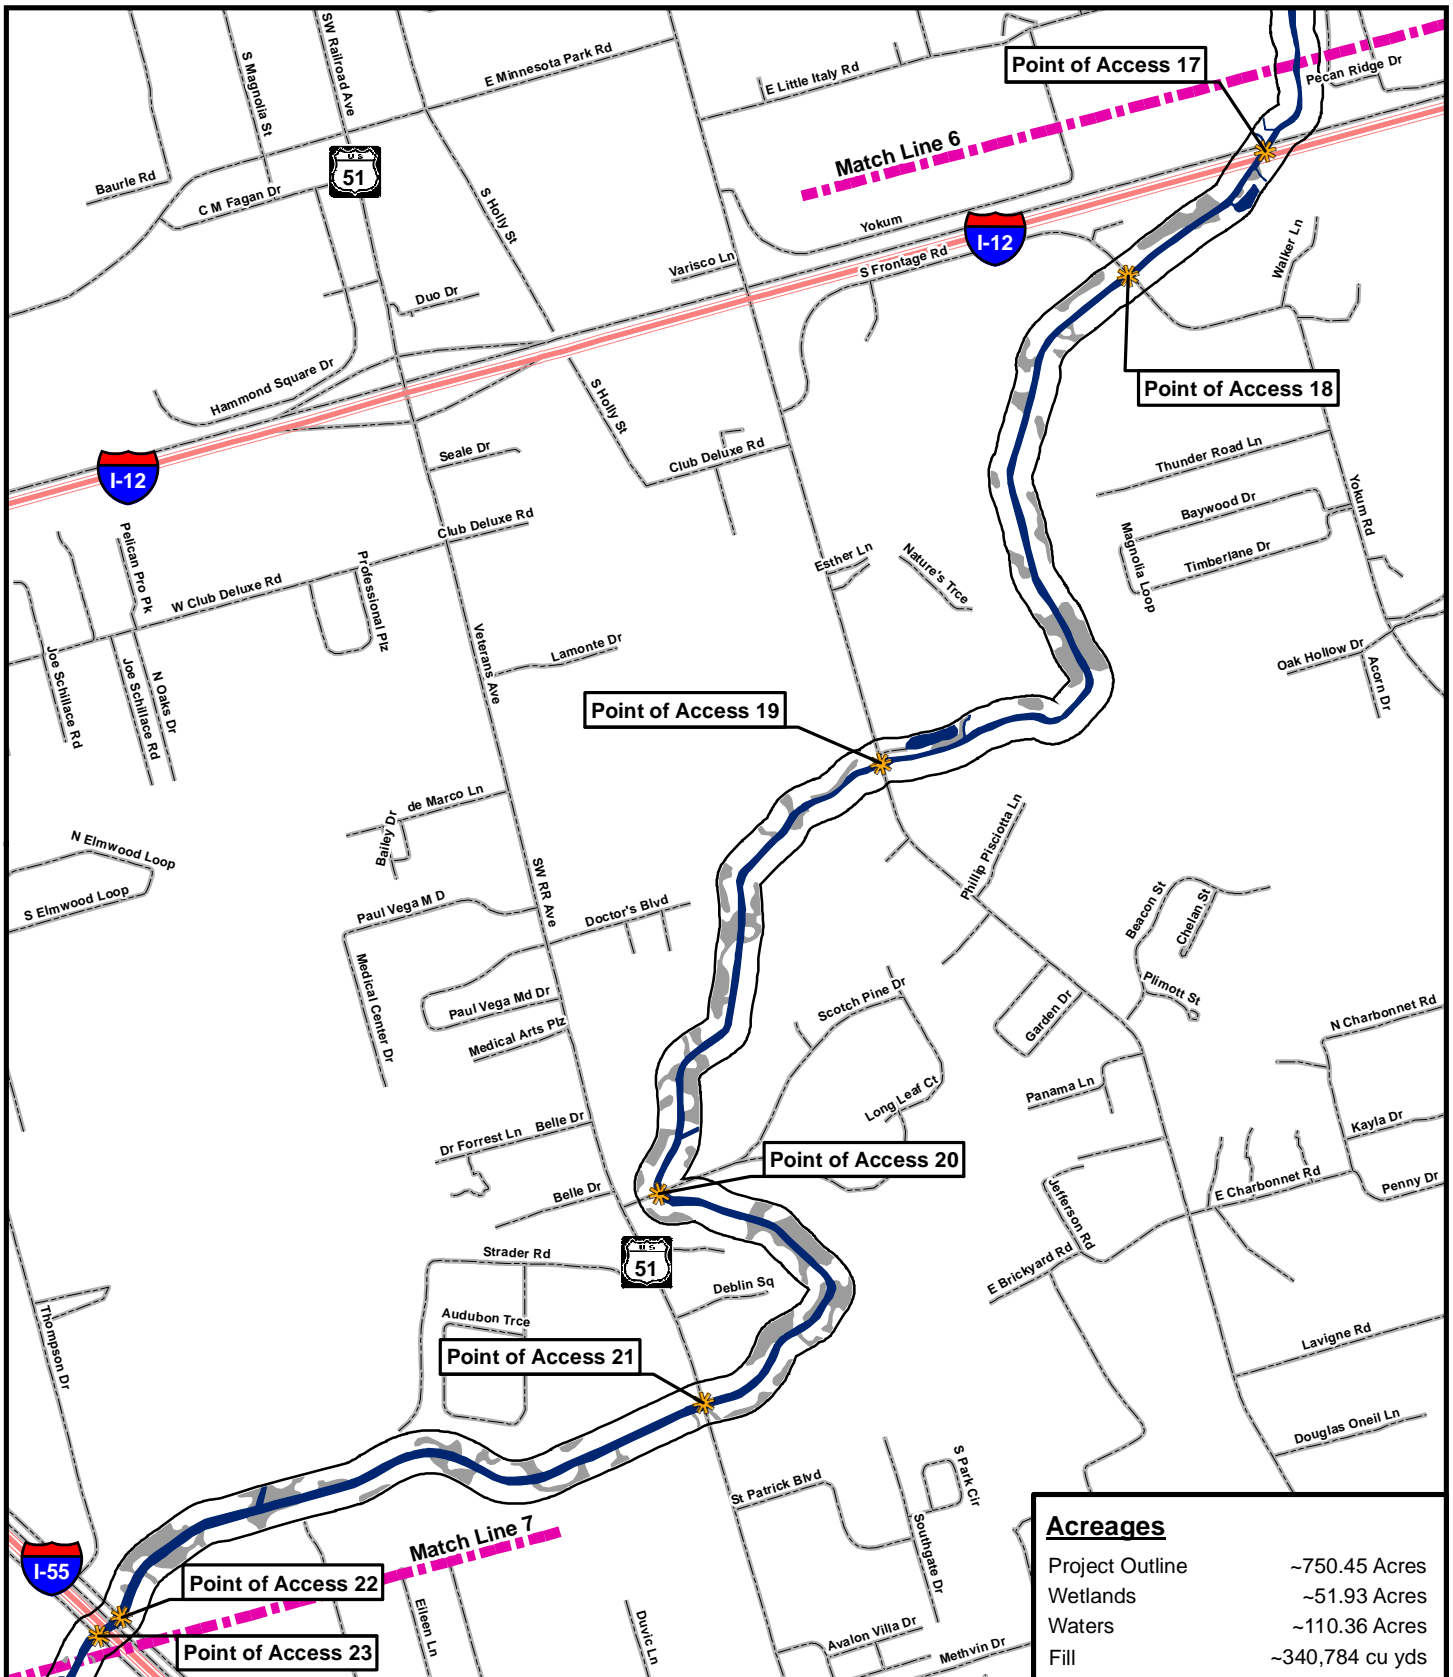 Point of Access 17
Pecan Ridge Dr
E Little Italy Rd
E Minnesota Park Rd
SW Railroad Ave
S Magnolia St
Match Line 6
U S
51
Baurle Rd
C M Fagan Dr
S Holly St
Yokum
I-12
S Frontage Rd
Varisco Ln
Walker Ln
Duo Dr
Hammond Square Dr
S Holly St
Point of Access 18
I-12
Seale Dr
Club Deluxe Rd
Thunder Road Ln
Baywood Dr
Yokum Rd
Magnolia Loop
Timberlane Dr
Pelican Pro Pk
Club Deluxe Rd
W Club Deluxe Rd
Professional Plz
Esther Ln
Nature's Trce
Veterans Ave
Lamonte Dr
Oak Hollow Dr
Acorn Dr
Joe Schillace Rd
Joe Schillace Rd
N Oaks Dr
Point of Access 19
de Marco Ln
Bailey Dr
Phillip Pisciotta Ln
N Elmwood Loop
S Elmwood Loop
SW RR Ave
Paul Vega M D
Doctor's Blvd
Beacon St
Chelan St
Plimott St
Medical Center Dr
Paul Vega Md Dr
Medical Arts Plz
Scotch Pine Dr
Garden Dr
N Charbonnet Rd
Panama Ln
Long Leaf Ct
Kayla Dr
Dr Forrest Ln
Belle Dr
Point of Access 20
Belle Dr
E Charbonnet Rd
Penny Dr
Jefferson Rd
E Brickyard Rd
Strader Rd
U S
51
Deblin Sq
Thompson Dr
Audubon Trce
Point of Access 21
Lavigne Rd
Douglas Oneil Ln
St Patrick Blvd
S Park Cir
Southgate Dr
Match Line 7
I-55
Point of Access 22
Point of Access 23
Eileen Ln
Duvic Ln
Avalon Villa Dr
Methvin Dr
Acreages
Project Outline ~750.45 Acres
Wetlands ~51.93 Acres
Waters ~110.36 Acres
Fill ~340,784 cu yds